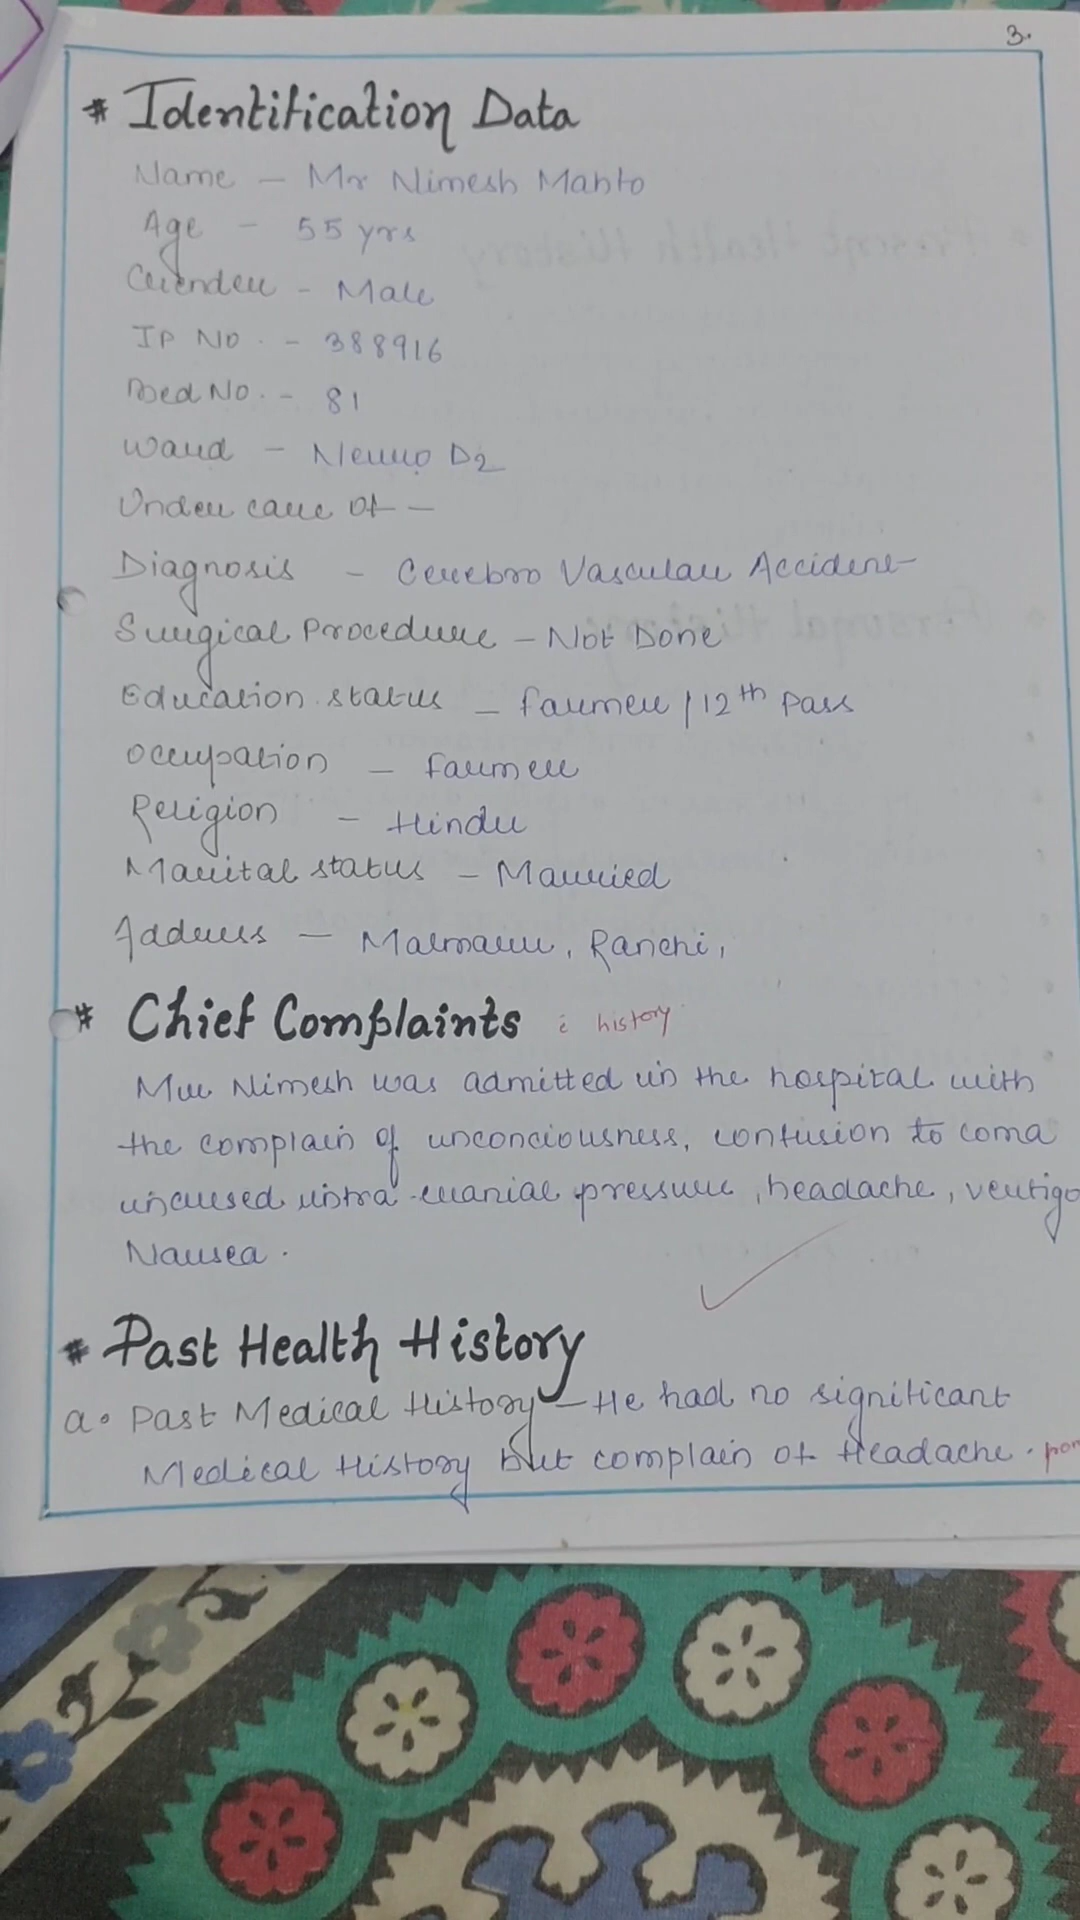 3.
# Identification Data
Name - Mr Nimesh Mahto
Age - 55 yrs
Gender - Male
IP No. - 388916
Bed No. - 81
Ward - Neuro D2
Under care of -
Diagnosis - Cerebro Vascular Accident
Surgical Procedure - Not Done
Education status - farmer | 12th Pass
Occupation - farmer
Religion - Hindu
Marital status - Married
Address - Ranchi,
# Chief Complaints c̄ history
Mr Nimesh was admitted in the hospital with
the complain of unconciousness, confusion to coma
incresed intra-cranial pressure, headache, vertigo
Nausea.
# Past Health History
a. Past Medical History - He had no significant
Medical History but complain of Headache.